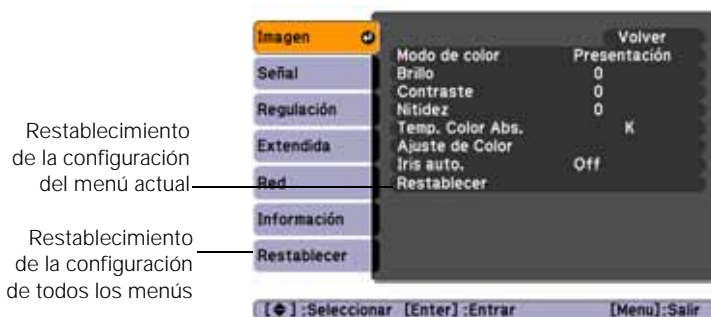 Restablecimiento
de la configuración
del menú actual
Restablecimiento
de la configuración
de todos los menús
Imagen
Señal
Regulación
Extendida
Red
Información
Restablecer
Volver
Modo de color Presentación
Brillo 0
Contraste 0
Nitidez 0
Temp. Color Abs. K
Ajuste de Color
Iris auto. Off
Restablecer
[◆] :Seleccionar [Enter] :Entrar [Menu]:Salir